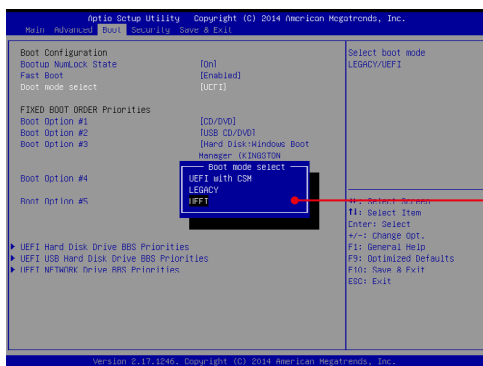 Aptio Setup Utility Copyright (C) 2014 American Megatrends, Inc.
Main Advanced Boot Security Save & Exit
Boot Configuration
Bootup NumLock State [On]
Fast Boot [Enabled]
Boot mode select [UEFI]
FIXED BOOT ORDER Priorities
Boot Option #1 [CD/DVD]
Boot Option #2 [USB CD/DVD]
Boot Option #3 [Hard Disk:Windows Boot
Manager (KINGSTON
Boot Option #4
Boot Option #5
Boot mode select
UEFI with CSM
LEGACY
UEFI
UEFI Hard Disk Drive BBS Priorities
UEFI USB Hard Disk Drive BBS Priorities
UEFI NETWORK Drive BBS Priorities
Select boot mode
LEGACY/UEFI
: Select Screen
↑↓: Select Item
Enter: Select
+/-: Change Opt.
F1: General Help
F9: Optimized Defaults
F10: Save & Exit
ESC: Exit
Version 2.17.1246. Copyright (C) 2014 American Megatrends, Inc.